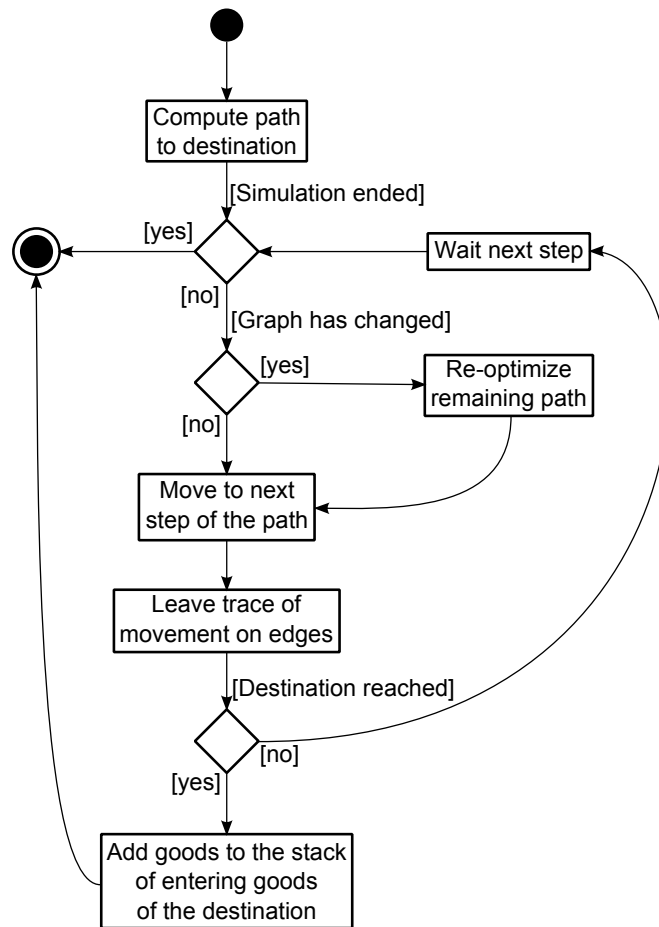 Compute path
to destination
[Simulation ended]
[yes]
Wait next step
[no]
[Graph has changed]
[yes]
Re-optimize
remaining path
[no]
Move to next
step of the path
Leave trace of
movement on edges
[Destination reached]
[no]
[yes]
Add goods to the stack
of entering goods
of the destination